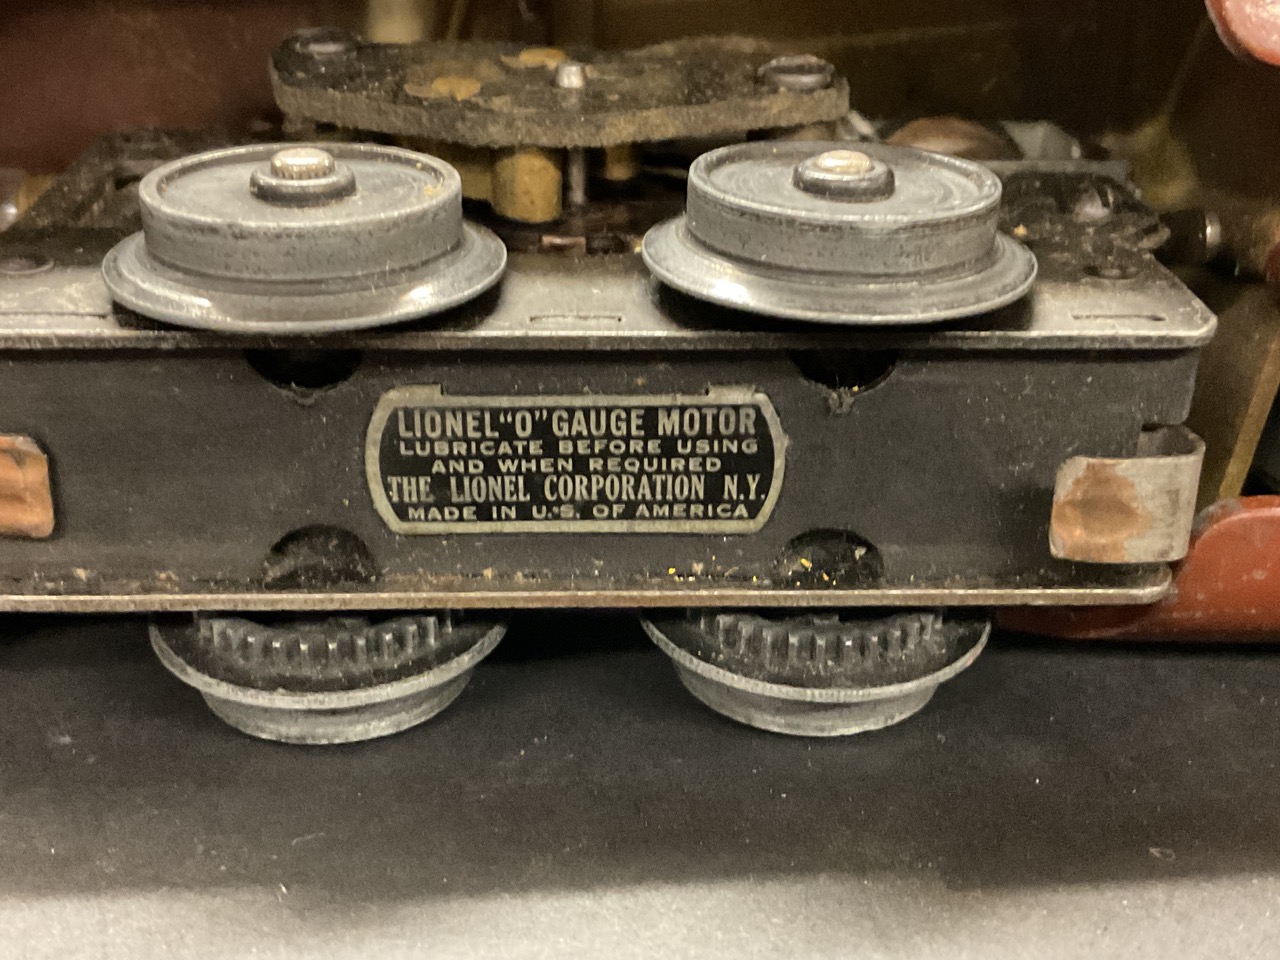 LIONEL "O" GAUGE MOTOR
LUBRICATE BEFORE USING
AND WHEN REQUIRED
THE LIONEL CORPORATION N.Y.
MADE IN U.S. OF AMERICA